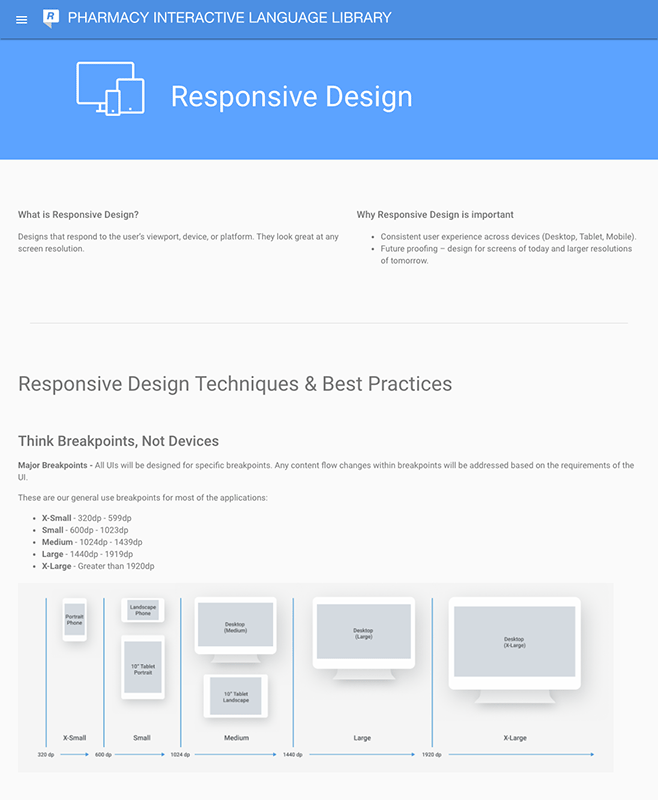 R PHARMACY INTERACTIVE LANGUAGE LIBRARY
Responsive Design
What is Responsive Design?
Designs that respond to the user's viewport, device, or platform. They look great at any
screen resolution.
Why Responsive Design is important
• Consistent user experience across devices (Desktop, Tablet, Mobile).
• Future proofing – design for screens of today and larger resolutions
of tomorrow.
Responsive Design Techniques & Best Practices
Think Breakpoints, Not Devices
Major Breakpoints - All UIs will be designed for specific breakpoints. Any content flow changes within breakpoints will be addressed based on the requirements of the
UI.
These are our general use breakpoints for most of the applications:
• X-Small - 320dp - 599dp
• Small - 600dp - 1023dp
• Medium - 1024dp - 1439dp
• Large - 1440dp - 1919dp
• X-Large - Greater than 1920dp
Portrait
Phone
Landscape
Phone
10" Tablet
Portrait
Desktop
(Medium)
10" Tablet
Landscape
Desktop
(Large)
Desktop
(X-Large)
X-Small
Small
Medium
Large
X-Large
320 dp
600 dp
1024 dp
1440 dp
1920 dp